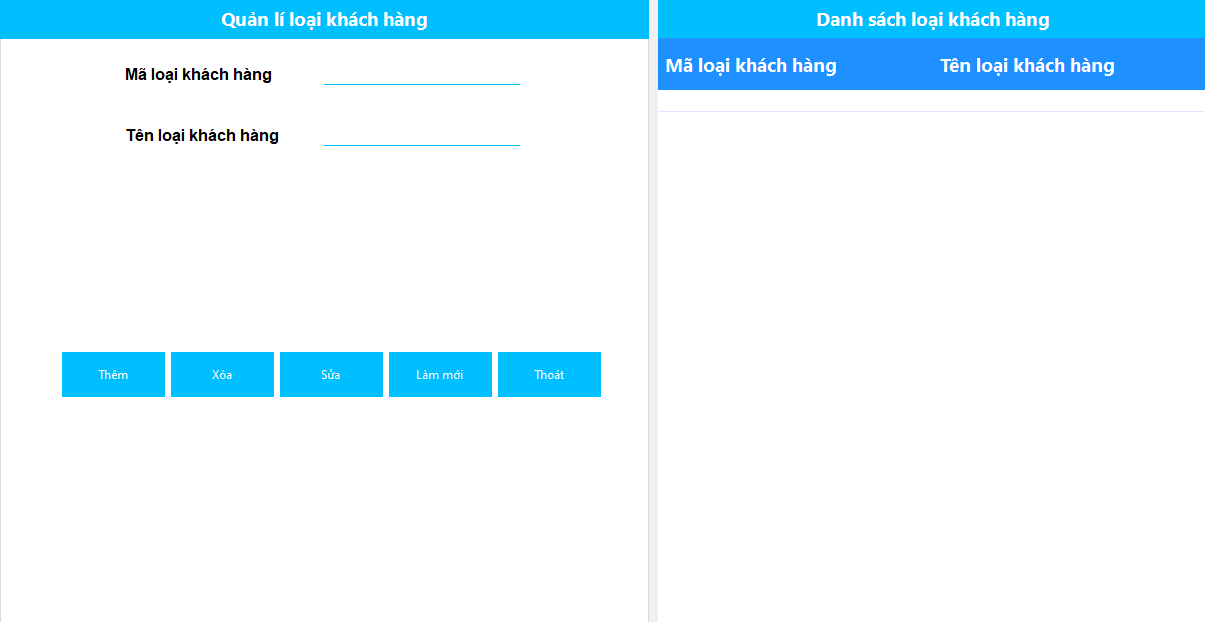 Quản lí loại khách hàng
Mã loại khách hàng
Tên loại khách hàng
Thêm
Xóa
Sửa
Làm mới
Thoát
Danh sách loại khách hàng
Mã loại khách hàng
Tên loại khách hàng